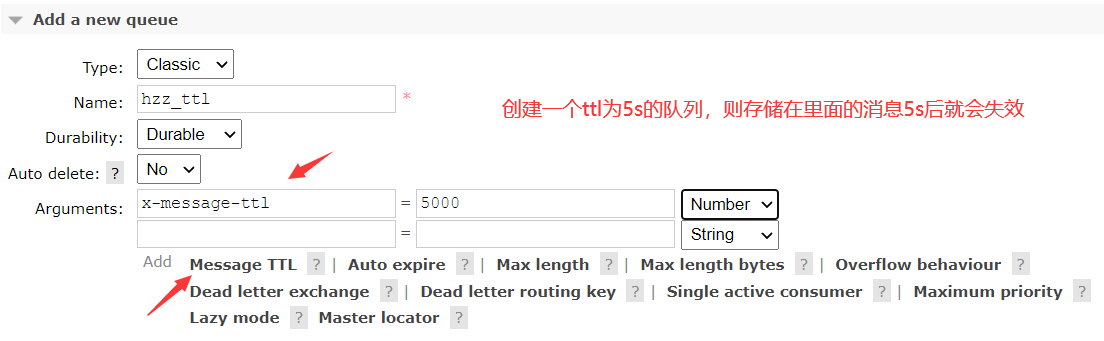 Add a new queue
Type: Classic
Name: hzz_ttl *
创建一个ttl为5s的队列，则存储在里面的消息5s后就会失效
Durability: Durable
Auto delete: ? No
Arguments: x-message-ttl = 5000 Number
= String
Add Message TTL ? | Auto expire ? | Max length ? | Max length bytes ? | Overflow behaviour ?
Dead letter exchange ? | Dead letter routing key ? | Single active consumer ? | Maximum priority ?
Lazy mode ? Master locator ?